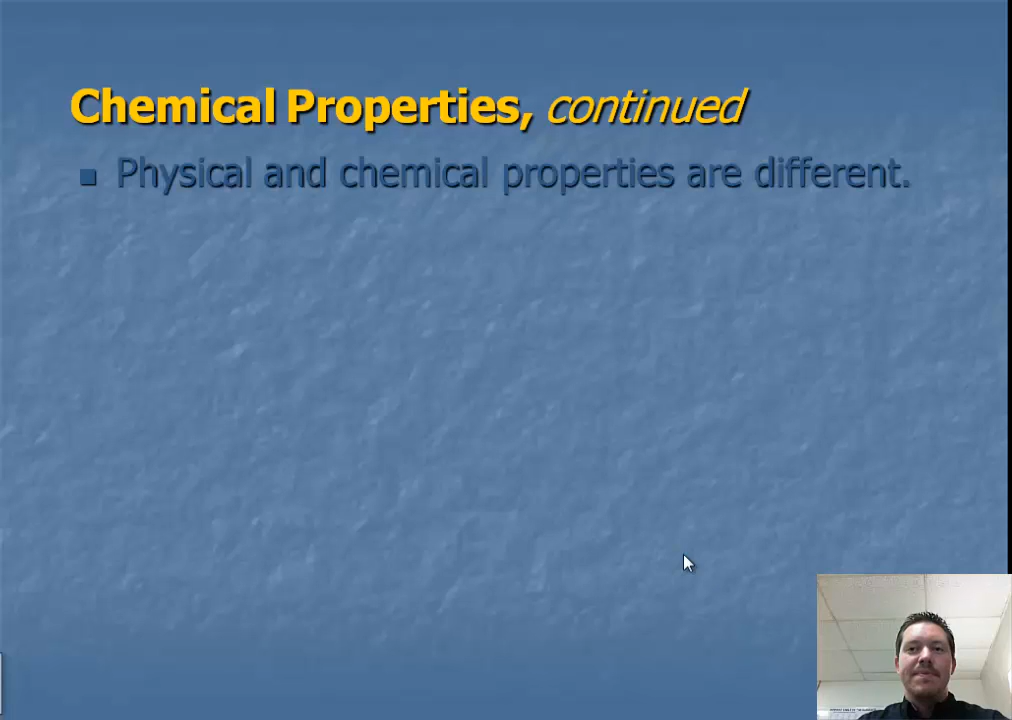 Chemical Properties, continued
Physical and chemical properties are different.